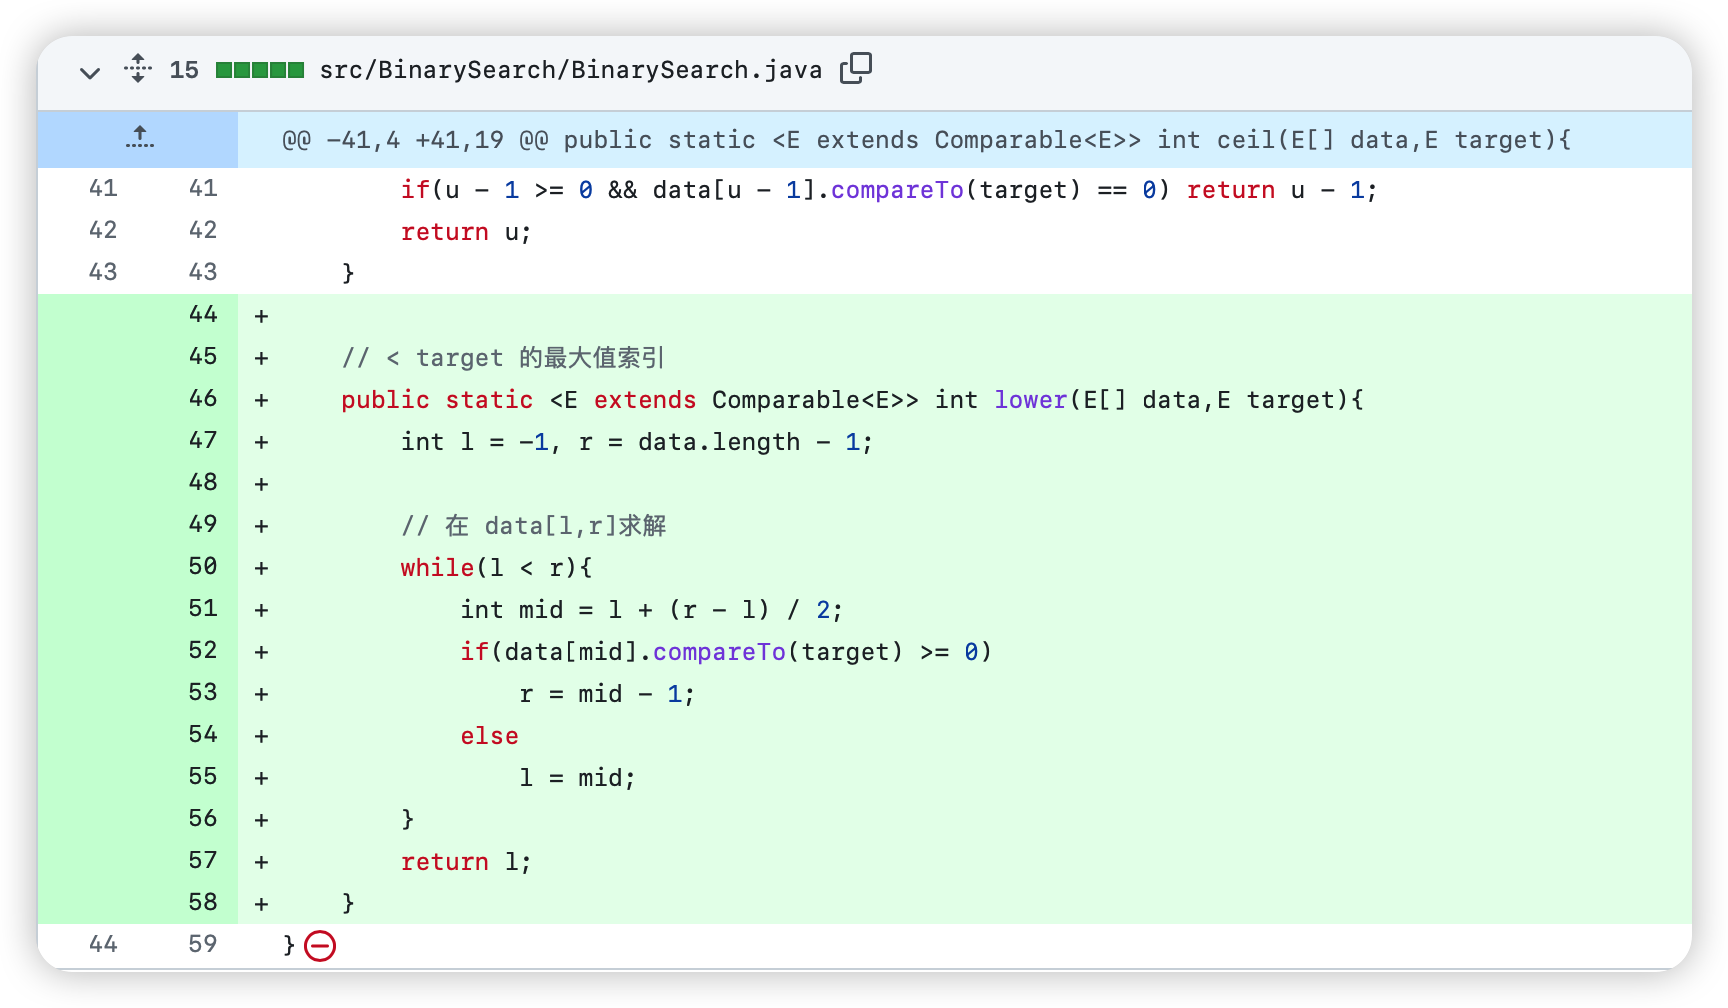 15 src/BinarySearch/BinarySearch.java
@@ -41,4 +41,19 @@ public static <E extends Comparable<E>> int ceil(E[] data,E target){
41 41 if(u - 1 >= 0 && data[u - 1].compareTo(target) == 0) return u - 1;
42 42 return u;
43 43 }
44 +
45 + // < target 的最大值索引
46 + public static <E extends Comparable<E>> int lower(E[] data,E target){
47 + int l = -1, r = data.length - 1;
48 +
49 + // 在 data[l,r]求解
50 + while(l < r){
51 + int mid = l + (r - l) / 2;
52 + if(data[mid].compareTo(target) >= 0)
53 + r = mid - 1;
54 + else
55 + l = mid;
56 + }
57 + return l;
58 + }
44 59 }